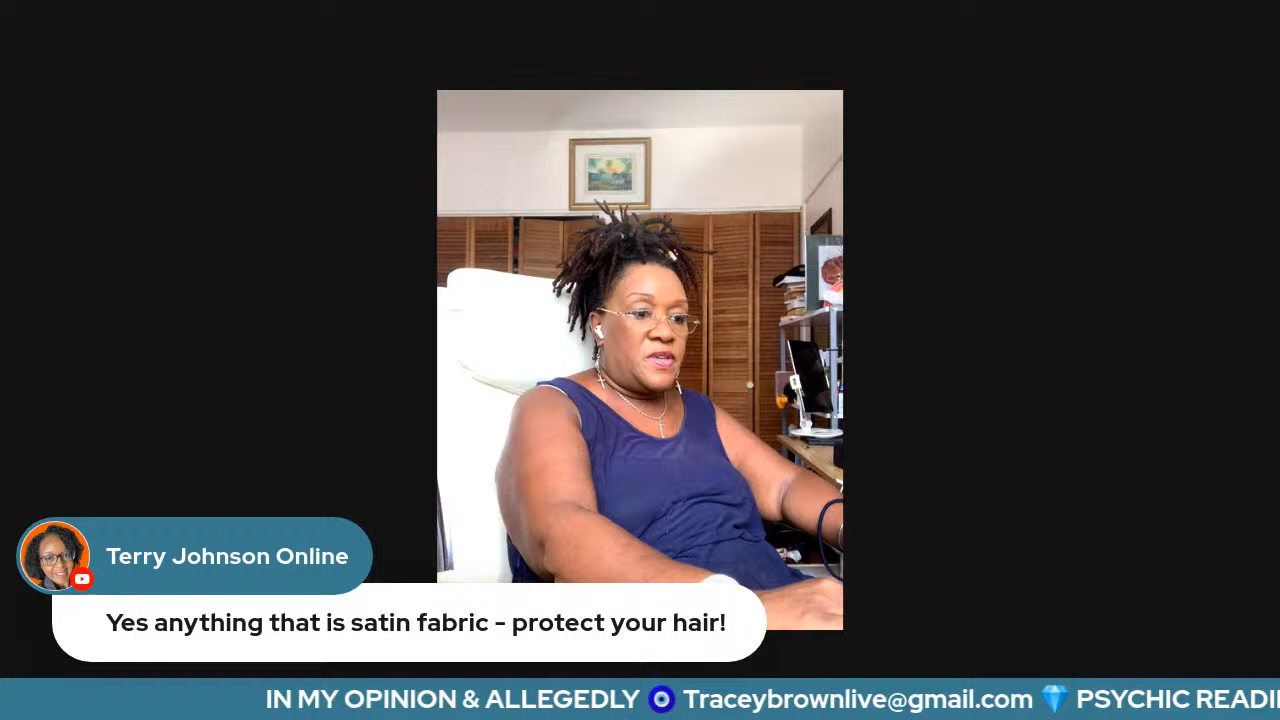 Terry Johnson Online
Yes anything that is satin fabric - protect your hair!
IN MY OPINION & ALLEGEDLY 🧿 Traceybrownlive@gmail.com 💎 PSYCHIC READI